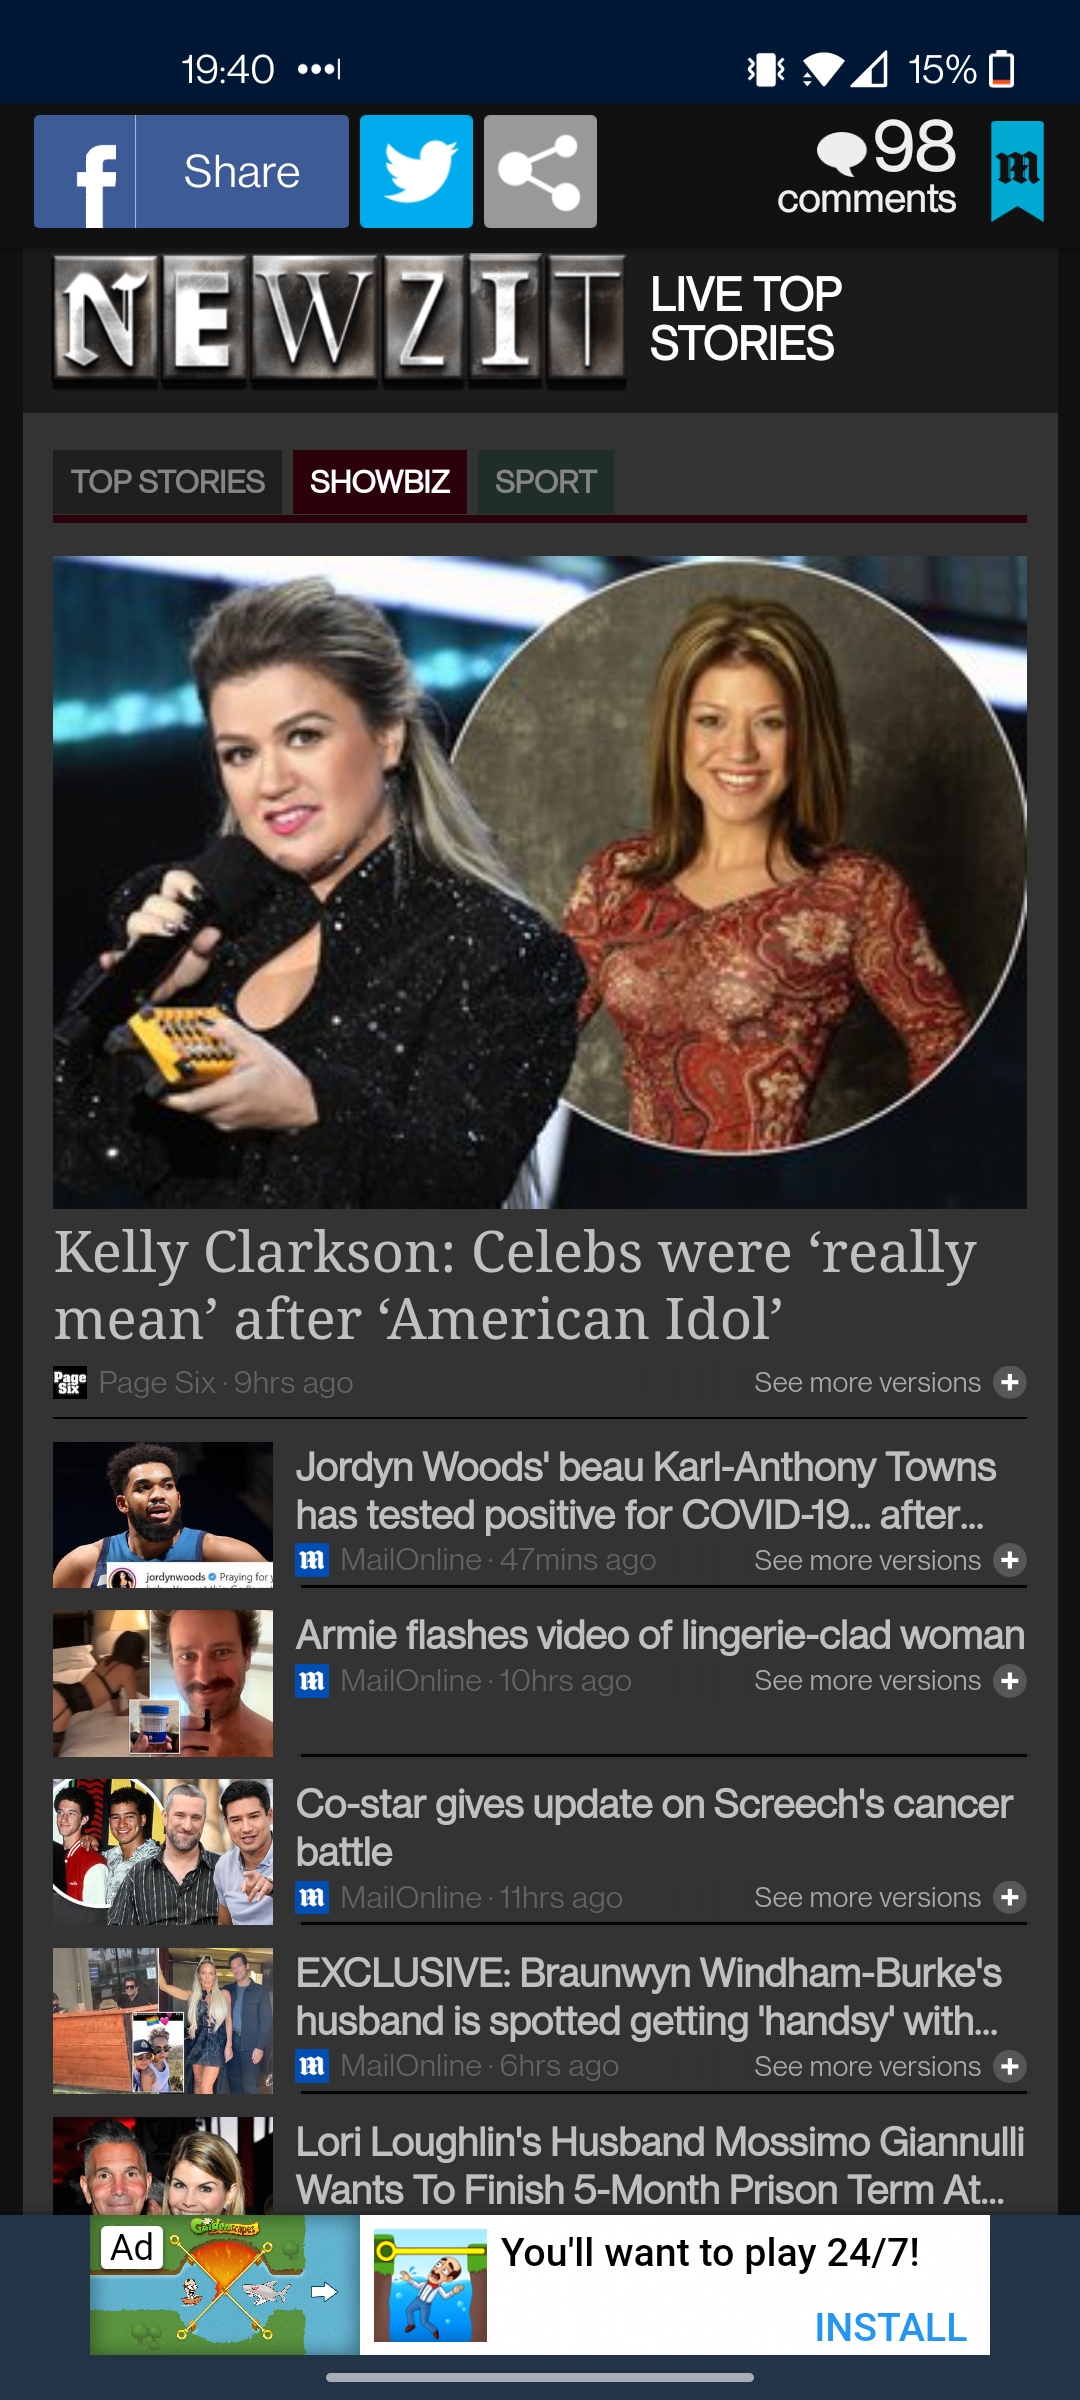 19:40
15%
Share
98
comments
NEWZIT
LIVE TOP
STORIES
TOP STORIES
SHOWBIZ
SPORT
Kelly Clarkson: Celebs were ‘really
mean’ after ‘American Idol’
Page Six
Page Six · 9hrs ago
See more versions
Jordyn Woods' beau Karl-Anthony Towns
has tested positive for COVID-19... after...
jordynwoods Praying for
MailOnline · 47mins ago
See more versions
Armie flashes video of lingerie-clad woman
MailOnline · 10hrs ago
See more versions
Co-star gives update on Screech's cancer
battle
MailOnline · 11hrs ago
See more versions
EXCLUSIVE: Braunwyn Windham-Burke's
husband is spotted getting 'handsy' with...
MailOnline · 6hrs ago
See more versions
Lori Loughlin's Husband Mossimo Giannulli
Wants To Finish 5-Month Prison Term At...
Ad
Gardenscapes
You'll want to play 24/7!
INSTALL